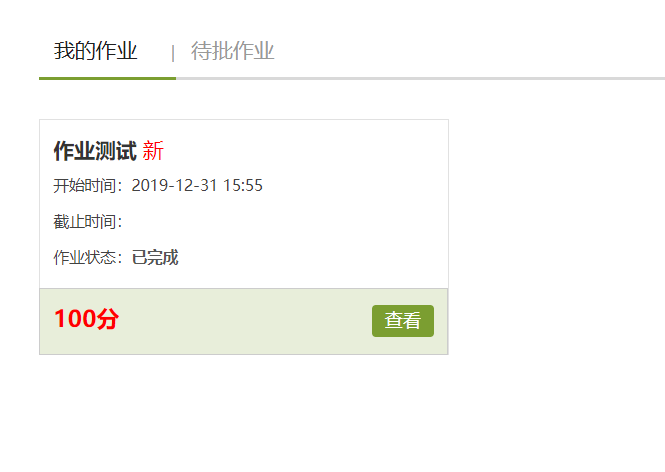 我的作业 | 待批作业
作业测试 新
开始时间：2019-12-31 15:55
截止时间：
作业状态：已完成
100分 查看